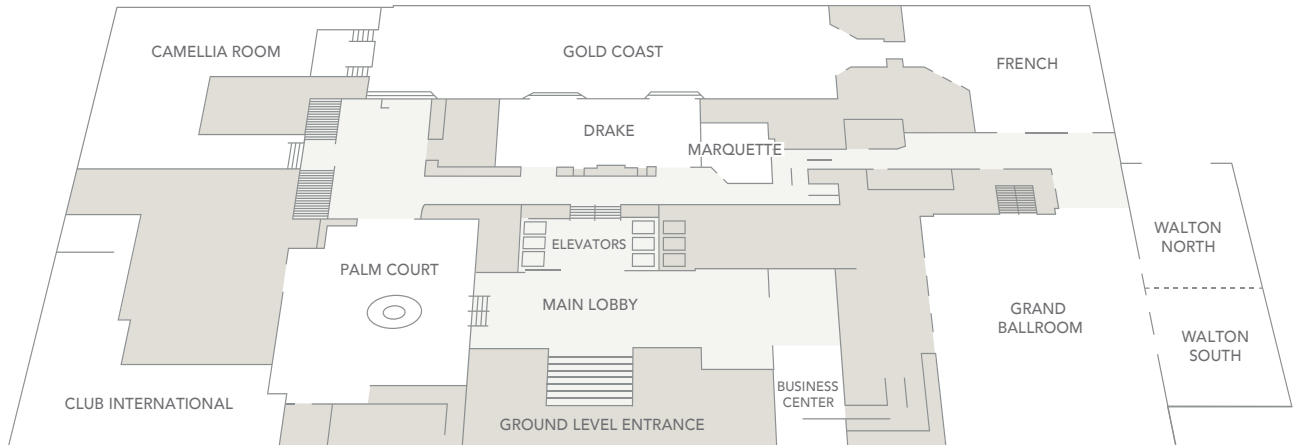 CAMELLIA ROOM
GOLD COAST
FRENCH
DRAKE
MARQUETTE
ELEVATORS
WALTON
NORTH
PALM COURT
MAIN LOBBY
GRAND
BALLROOM
WALTON
SOUTH
CLUB INTERNATIONAL
BUSINESS
CENTER
GROUND LEVEL ENTRANCE